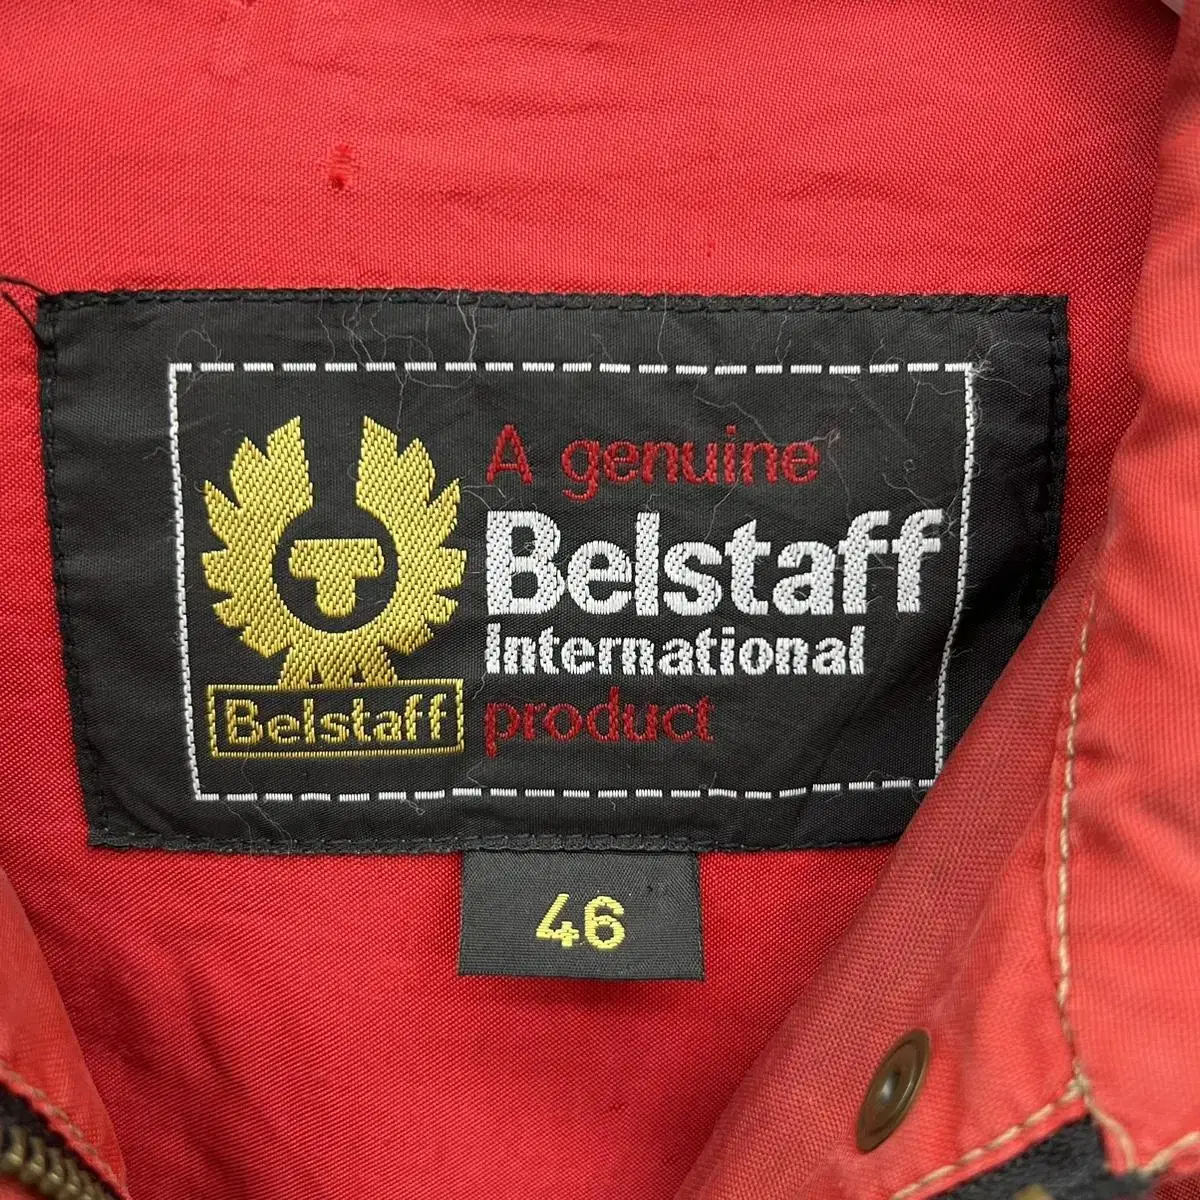 A genuine
Belstaff
International
product
Belstaff
46